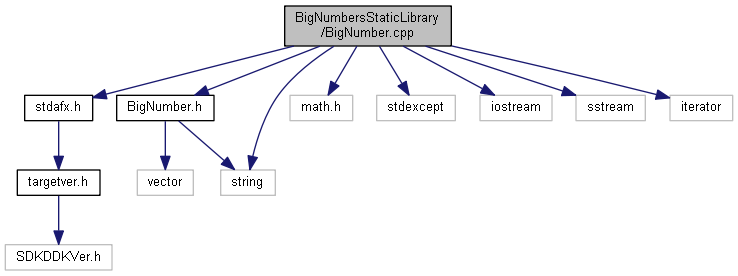 BigNumbersStaticLibrary
/BigNumber.cpp
stdafx.h
BigNumber.h
math.h
stdexcept
iostream
sstream
iterator
targetver.h
vector
string
SDKDDKVer.h